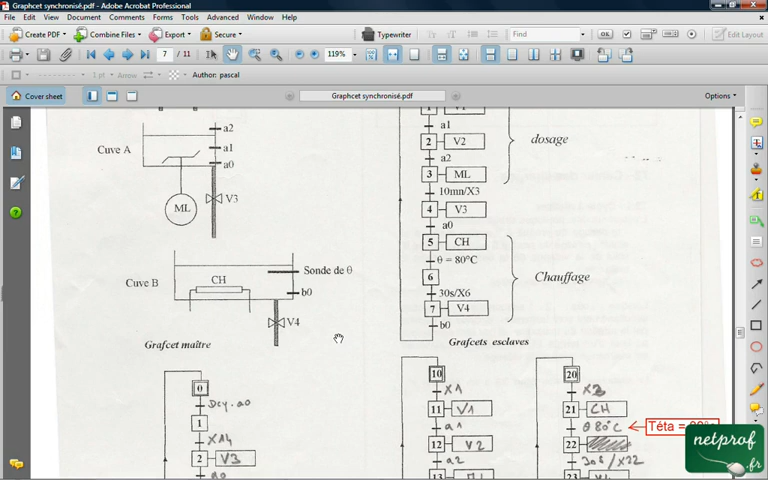 Graphcet synchronisé.pdf - Adobe Acrobat Professional
File Edit View Document Comments Forms Tools Advanced Window Help
Create PDF Combine Files Export Secure Typewriter 119% Find OK Edit Layout
7 / 11
1 pt Arrow Author: pascal
Cover sheet Graphcet synchronisé.pdf Options
a2
Cuve A
a1
a0
V3
ML
Sonde de θ
CH
Cuve B
b0
V4
Grafcet maître
1 V1
a1
2 V2
dosage
a2
3 ML
10mn/X3
4 V3
a0
5 CH
θ = 80°C
6 Chauffage
30s/X6
7 V4
b0
Grafcets esclaves
0
Dcy.a0
1
X14
2 V3
a0
10
X1
11 V1
a1
12 V2
a2
13
20
21 CH
θ 80°C
Téta =
22
30s/X22
23
netprof
.fr